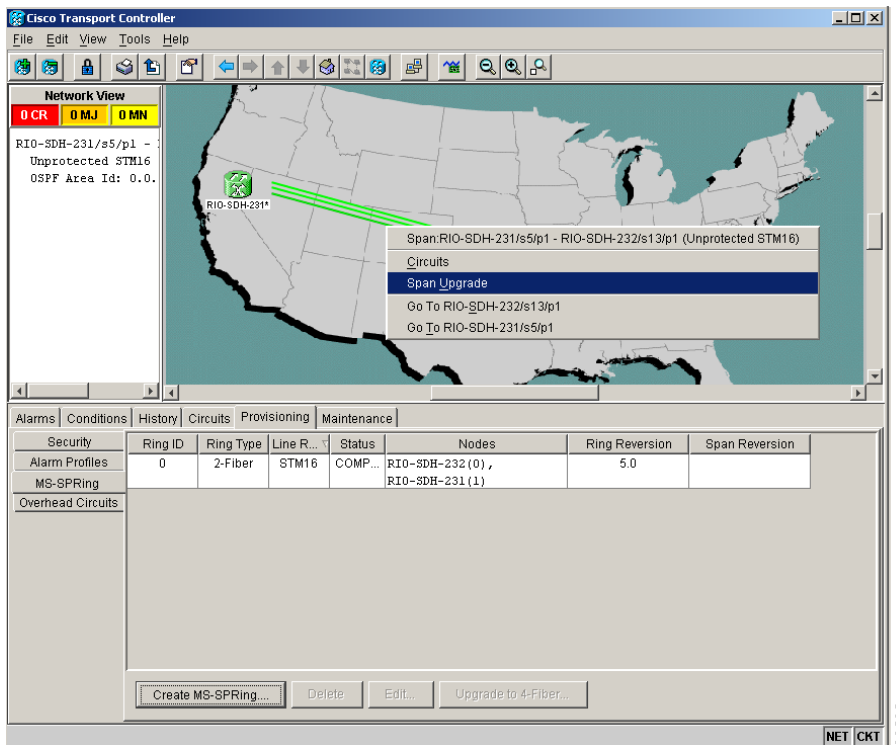 Cisco Transport Controller
File Edit View Tools Help
Network View
0 CR 0 MJ 0 MN
RIO-SDH-231/s5/p1 -
Unprotected STM16
OSPF Area Id: 0.0.
RIO-SDH-231*
Span:RIO-SDH-231/s5/p1 - RIO-SDH-232/s13/p1 (Unprotected STM16)
Circuits
Span Upgrade
Go To RIO-SDH-232/s13/p1
Go To RIO-SDH-231/s5/p1
Alarms Conditions History Circuits Provisioning Maintenance
Security
Alarm Profiles
MS-SPRing
Overhead Circuits
Ring ID Ring Type Line R... Status Nodes Ring Reversion Span Reversion
0 2-Fiber STM16 COMP... RIO-SDH-232(0), 5.0
RIO-SDH-231(1)
Create MS-SPRing.... Delete Edit... Upgrade to 4-Fiber...
NET CKT